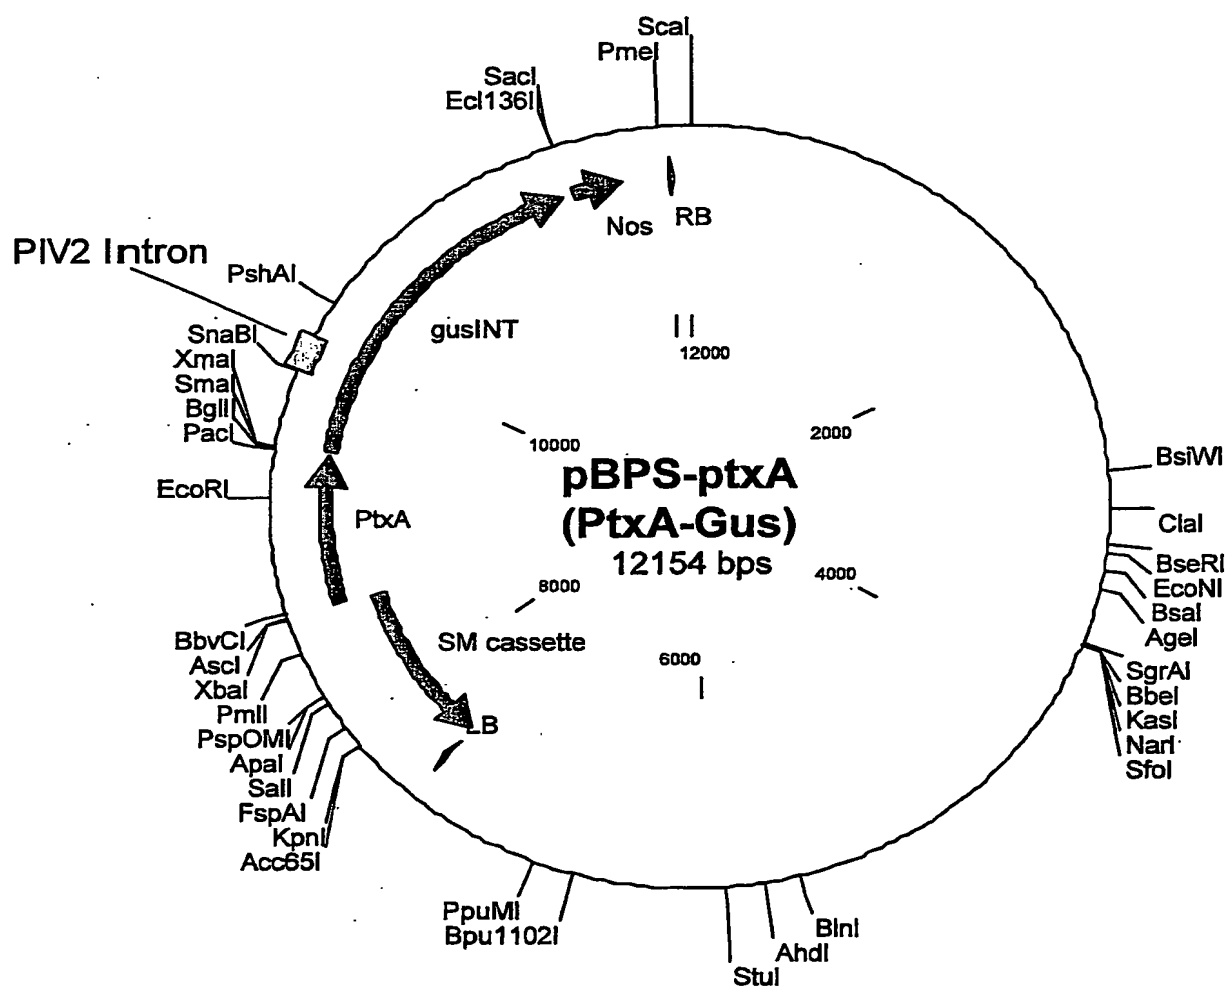 ScaI
PmeI
SacI
Ecl136I
Nos
RB
PIV2 Intron
PshAI
gusINT
SnaBI
XmaI
SmaI
BglI
PacI
12000
10000
2000
EcoRI
PtxA
pBPS-ptxA
(PtxA-Gus)
12154 bps
BsiWI
ClaI
BseRI
EcoNI
BsaI
AgeI
8000
4000
SM cassette
6000
BbvCI
AscI
XbaI
PmlI
PspOMI
ApaI
SalI
FspAI
KpnI
Acc65I
LB
SgrAI
BbeI
KasI
NarI
SfoI
PpuMI
Bpu1102I
BlnI
AhdI
StuI